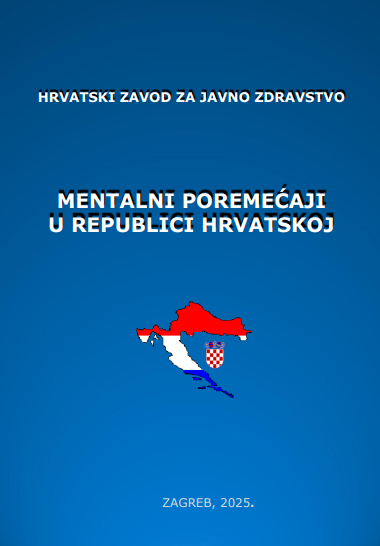 HRVATSKI ZAVOD ZA JAVNO ZDRAVSTVO
MENTALNI POREMEĆAJI
U REPUBLICI HRVATSKOJ
ZAGREB, 2025.